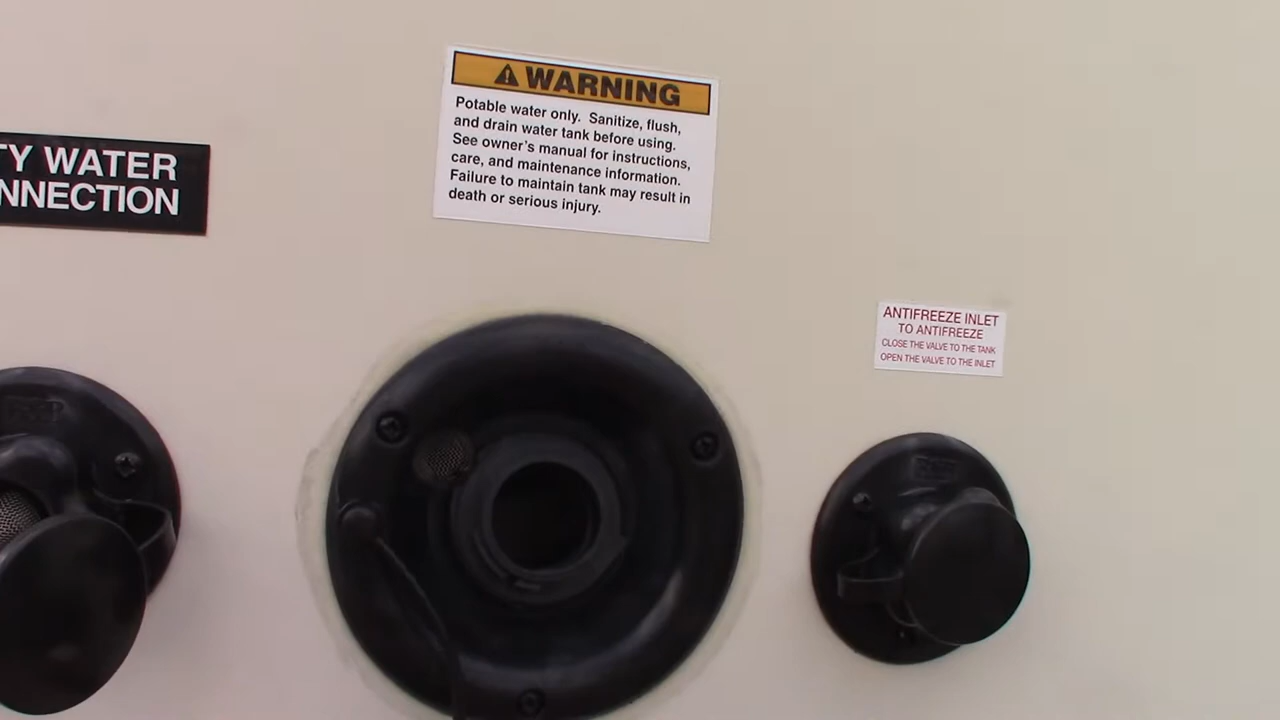 TY WATER
NNECTION
WARNING
Potable water only. Sanitize, flush,
and drain water tank before using.
See owner's manual for instructions,
care, and maintenance information.
Failure to maintain tank may result in
death or serious injury.
ANTIFREEZE INLET
TO ANTIFREEZE
CLOSE THE VALVE TO THE TANK
OPEN THE VALVE TO THE INLET